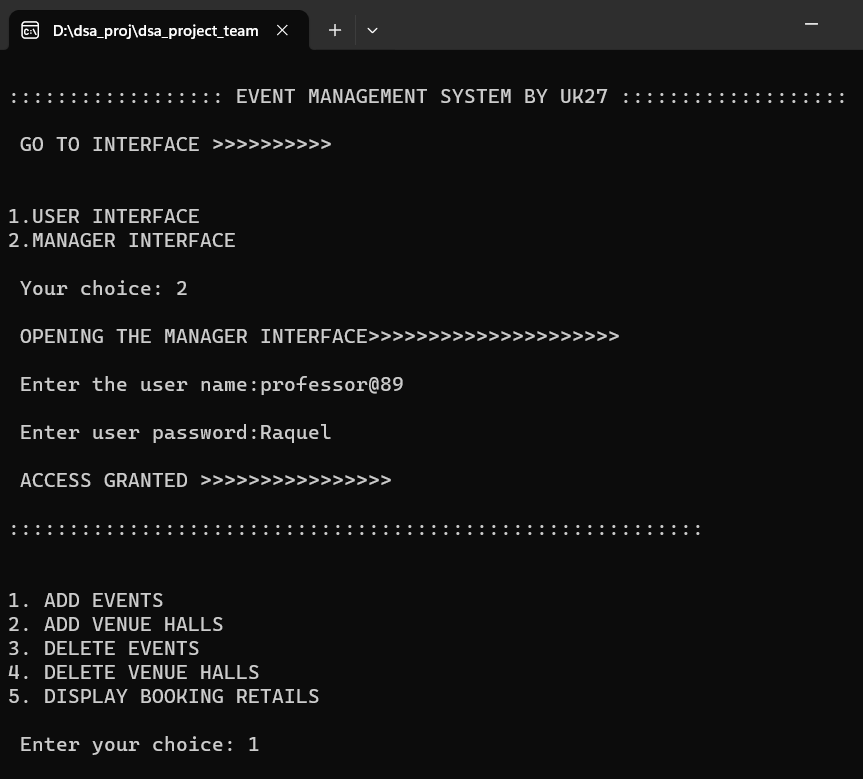 D:\dsa_proj\dsa_project_team
:::::::::::::::::: EVENT MANAGEMENT SYSTEM BY UK27 :::::::::::::::::::
GO TO INTERFACE >>>>>>>>>>
1.USER INTERFACE
2.MANAGER INTERFACE
Your choice: 2
OPENING THE MANAGER INTERFACE>>>>>>>>>>>>>>>>>>>>>
Enter the user name:professor@89
Enter user password:Raquel
ACCESS GRANTED >>>>>>>>>>>>>>>>
::::::::::::::::::::::::::::::::::::::::::::::::::::::::::
1. ADD EVENTS
2. ADD VENUE HALLS
3. DELETE EVENTS
4. DELETE VENUE HALLS
5. DISPLAY BOOKING RETAILS
Enter your choice: 1